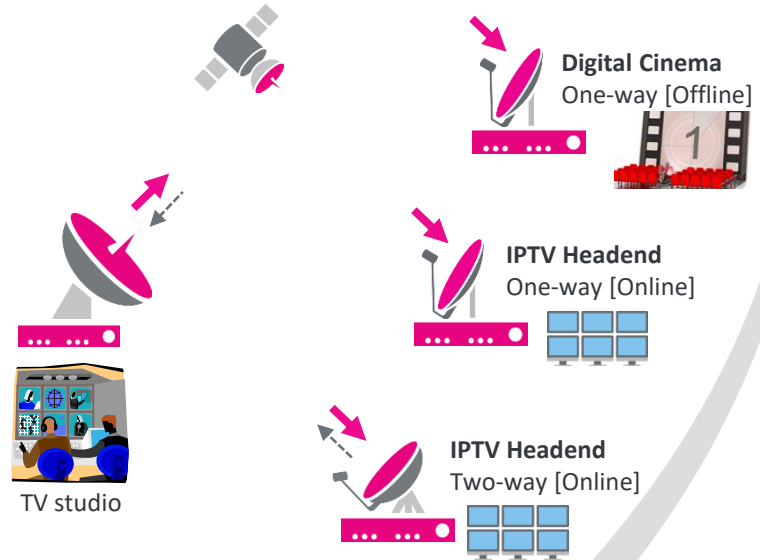 Digital Cinema
One-way [Offline]
1
IPTV Headend
One-way [Online]
IPTV Headend
Two-way [Online]
TV studio